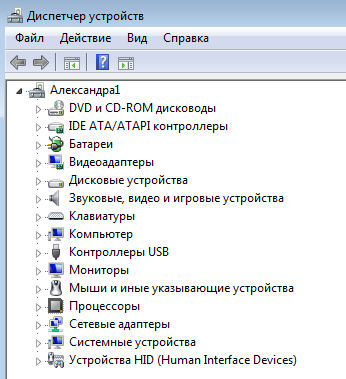 Диспетчер устройств
Файл Действие Вид Справка
Александра1
DVD и CD-ROM дисководы
IDE ATA/ATAPI контроллеры
Батареи
Видеоадаптеры
Дисковые устройства
Звуковые, видео и игровые устройства
Клавиатуры
Компьютер
Контроллеры USB
Мониторы
Мыши и иные указывающие устройства
Процессоры
Сетевые адаптеры
Системные устройства
Устройства HID (Human Interface Devices)